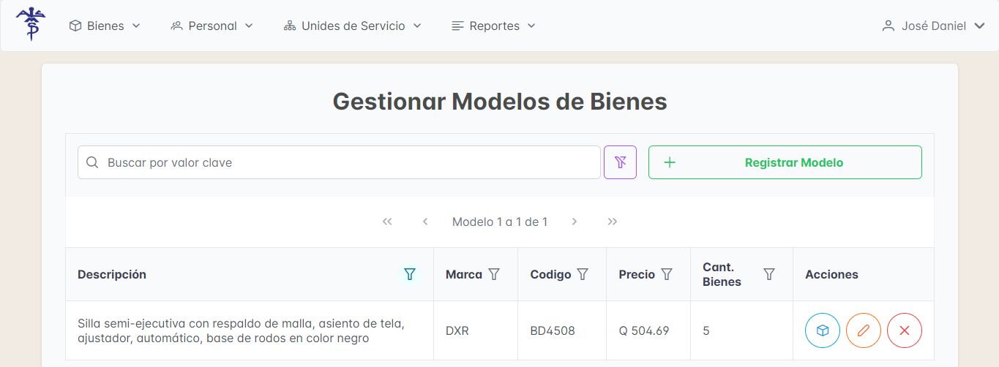 Bienes
Personal
Unides de Servicio
Reportes
José Daniel
Gestionar Modelos de Bienes
Buscar por valor clave
Registrar Modelo
Modelo 1 a 1 de 1
Descripción
Marca
Codigo
Precio
Cant.
Bienes
Acciones
Silla semi-ejecutiva con respaldo de malla, asiento de tela,
ajustador, automático, base de rodos en color negro
DXR
BD4508
Q 504.69
5